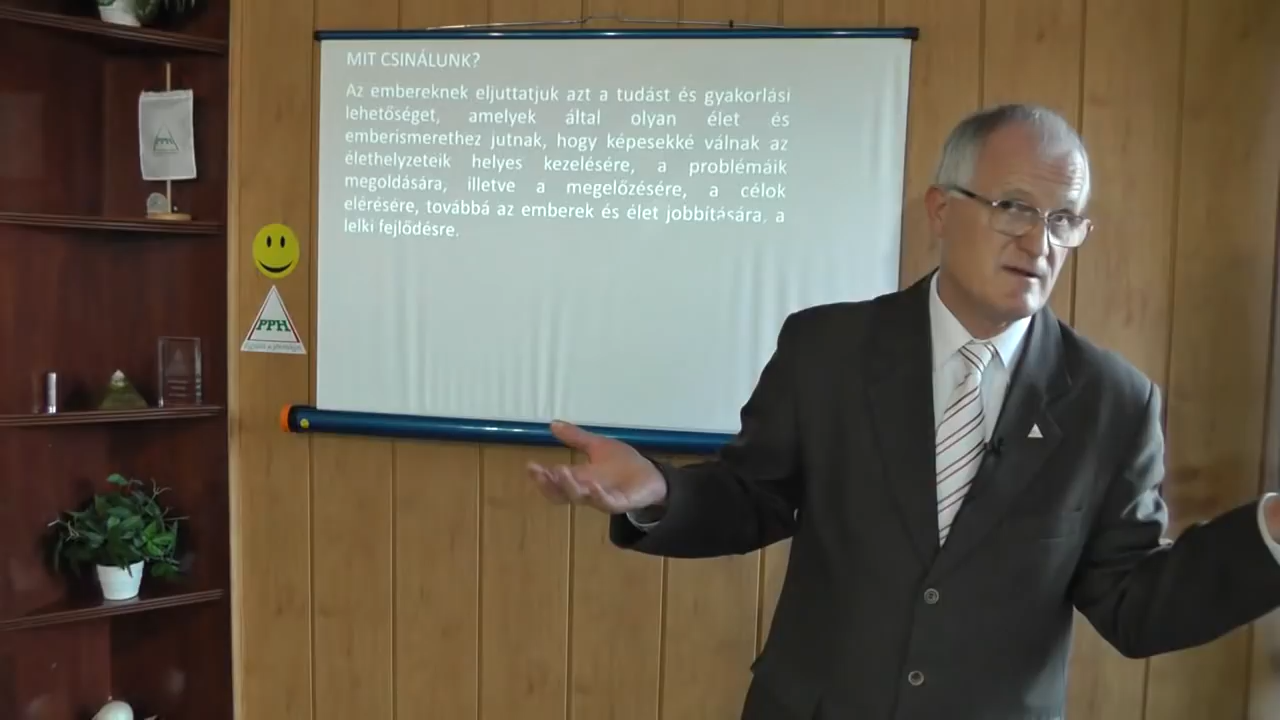 MIT CSINÁLUNK?
Az embereknek eljuttatjuk azt a tudást és gyakorlási
lehetőséget, amelyek által olyan élet és
emberismerethez jutnak, hogy képesekké válnak az
élethelyzeteik helyes kezelésére, a problémáik
megoldására, illetve a megelőzésére, a célok
elérésére, továbbá az emberek és élet jobbítására, a
lelki fejlődésre.
PPH